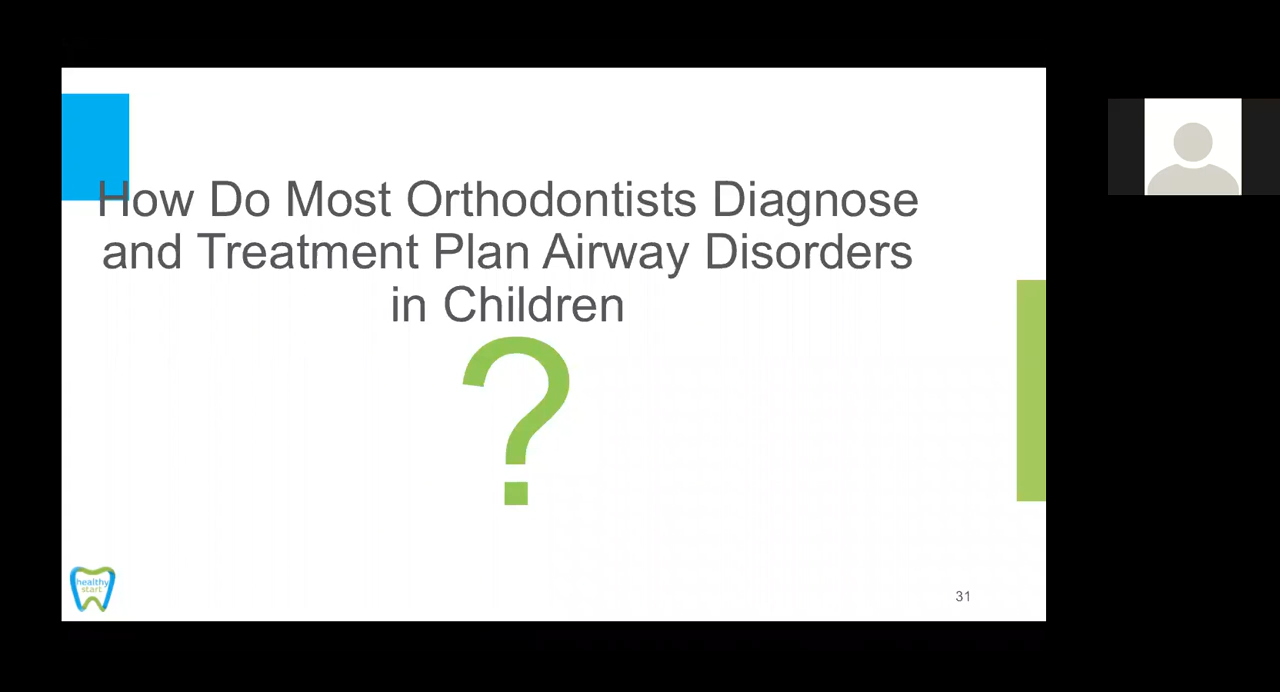 How Do Most Orthodontists Diagnose
and Treatment Plan Airway Disorders
in Children
?
healthy
start
31